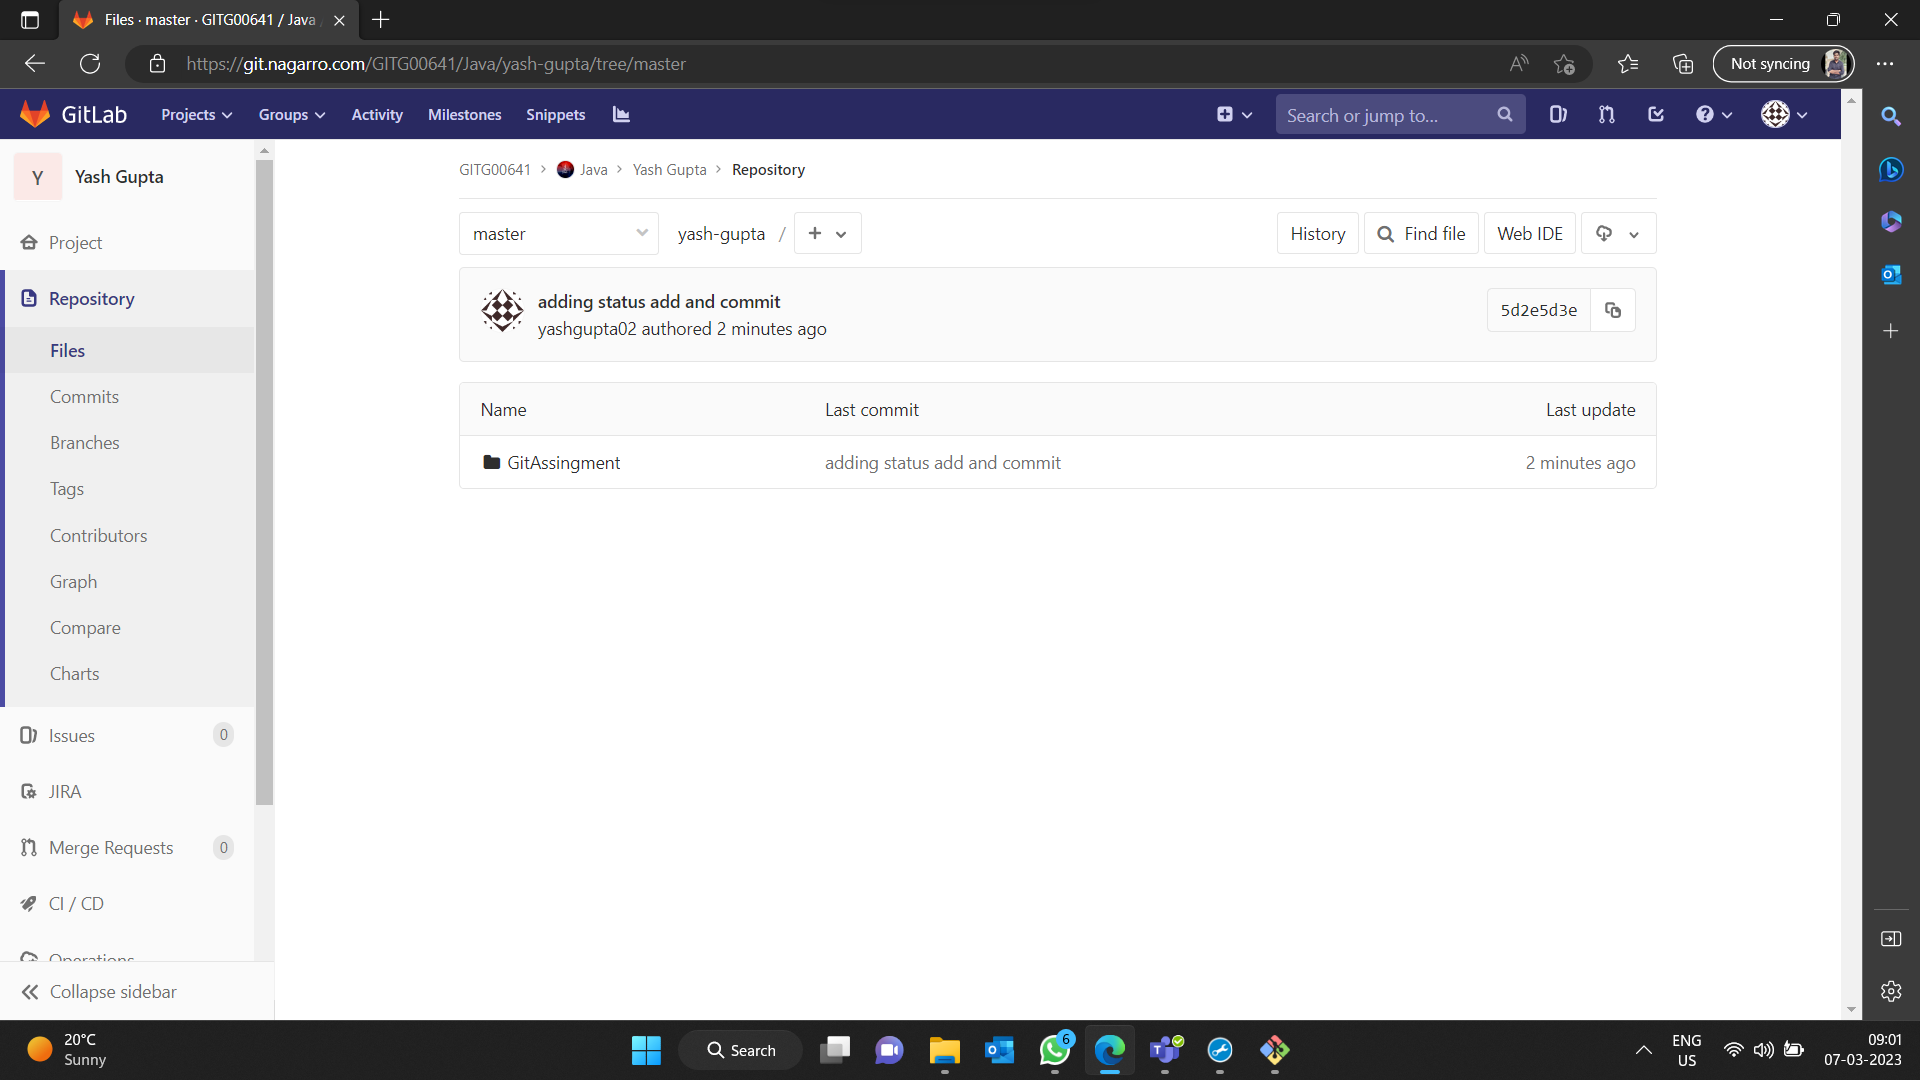 Files · master · GITG00641 / Java /
https://git.nagarro.com/GITG00641/Java/yash-gupta/tree/master
Not syncing
GitLab
Projects
Groups
Activity
Milestones
Snippets
Search or jump to...
Y
Yash Gupta
Project
Repository
Files
Commits
Branches
Tags
Contributors
Graph
Compare
Charts
Issues 0
JIRA
Merge Requests 0
CI / CD
Operations
Collapse sidebar
GITG00641 > Java > Yash Gupta > Repository
master
yash-gupta / +
History
Find file
Web IDE
adding status add and commit
yashgupta02 authored 2 minutes ago
5d2e5d3e
Name Last commit Last update
GitAssingment adding status add and commit 2 minutes ago
20°C
Sunny
Search
6
ENG
US
09:01
07-03-2023